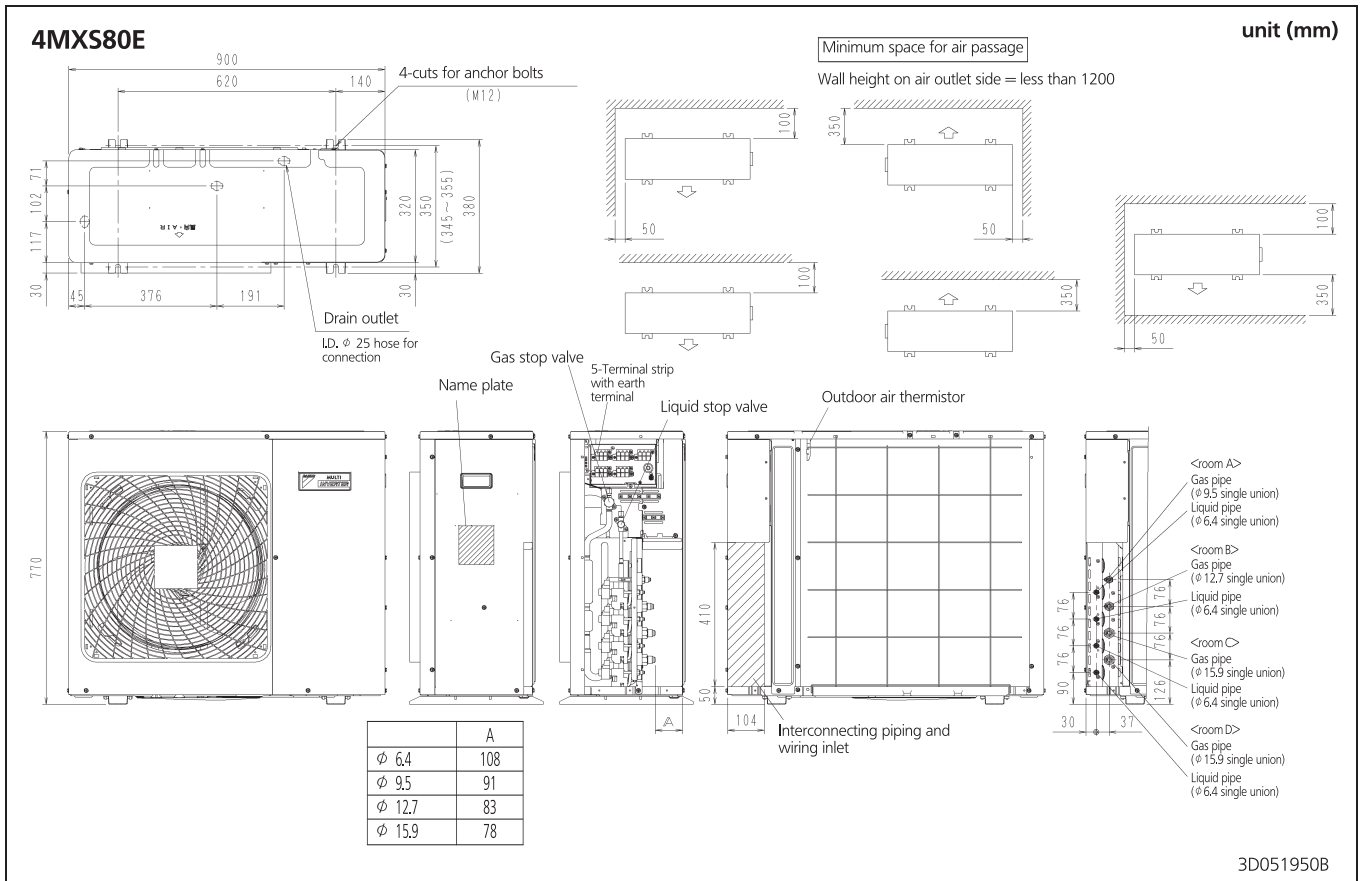 4MXS80E
unit (mm)
900
620
140
4-cuts for anchor bolts
(M12)
71
102
117
30
45
376
191
30
320
350
(345~355)
380
Drain outlet
I.D. φ 25 hose for
connection
Minimum space for air passage
Wall height on air outlet side = less than 1200
100
50
350
50
100
350
50
100
350
Gas stop valve
5-Terminal strip
with earth
terminal
Name plate
Liquid stop valve
Outdoor air thermistor
770
MULTI
410
50
104
Interconnecting piping and
wiring inlet
A
<room A>
Gas pipe
(φ 9.5 single union)
Liquid pipe
(φ 6.4 single union)
<room B>
Gas pipe
(φ 12.7 single union)
Liquid pipe
(φ 6.4 single union)
<room C>
Gas pipe
(φ 15.9 single union)
Liquid pipe
(φ 6.4 single union)
<room D>
Gas pipe
(φ 15.9 single union)
Liquid pipe
(φ 6.4 single union)
76
76
76
90
76
76
76
126
30
37
A
φ 6.4 108
φ 9.5 91
φ 12.7 83
φ 15.9 78
3D051950B